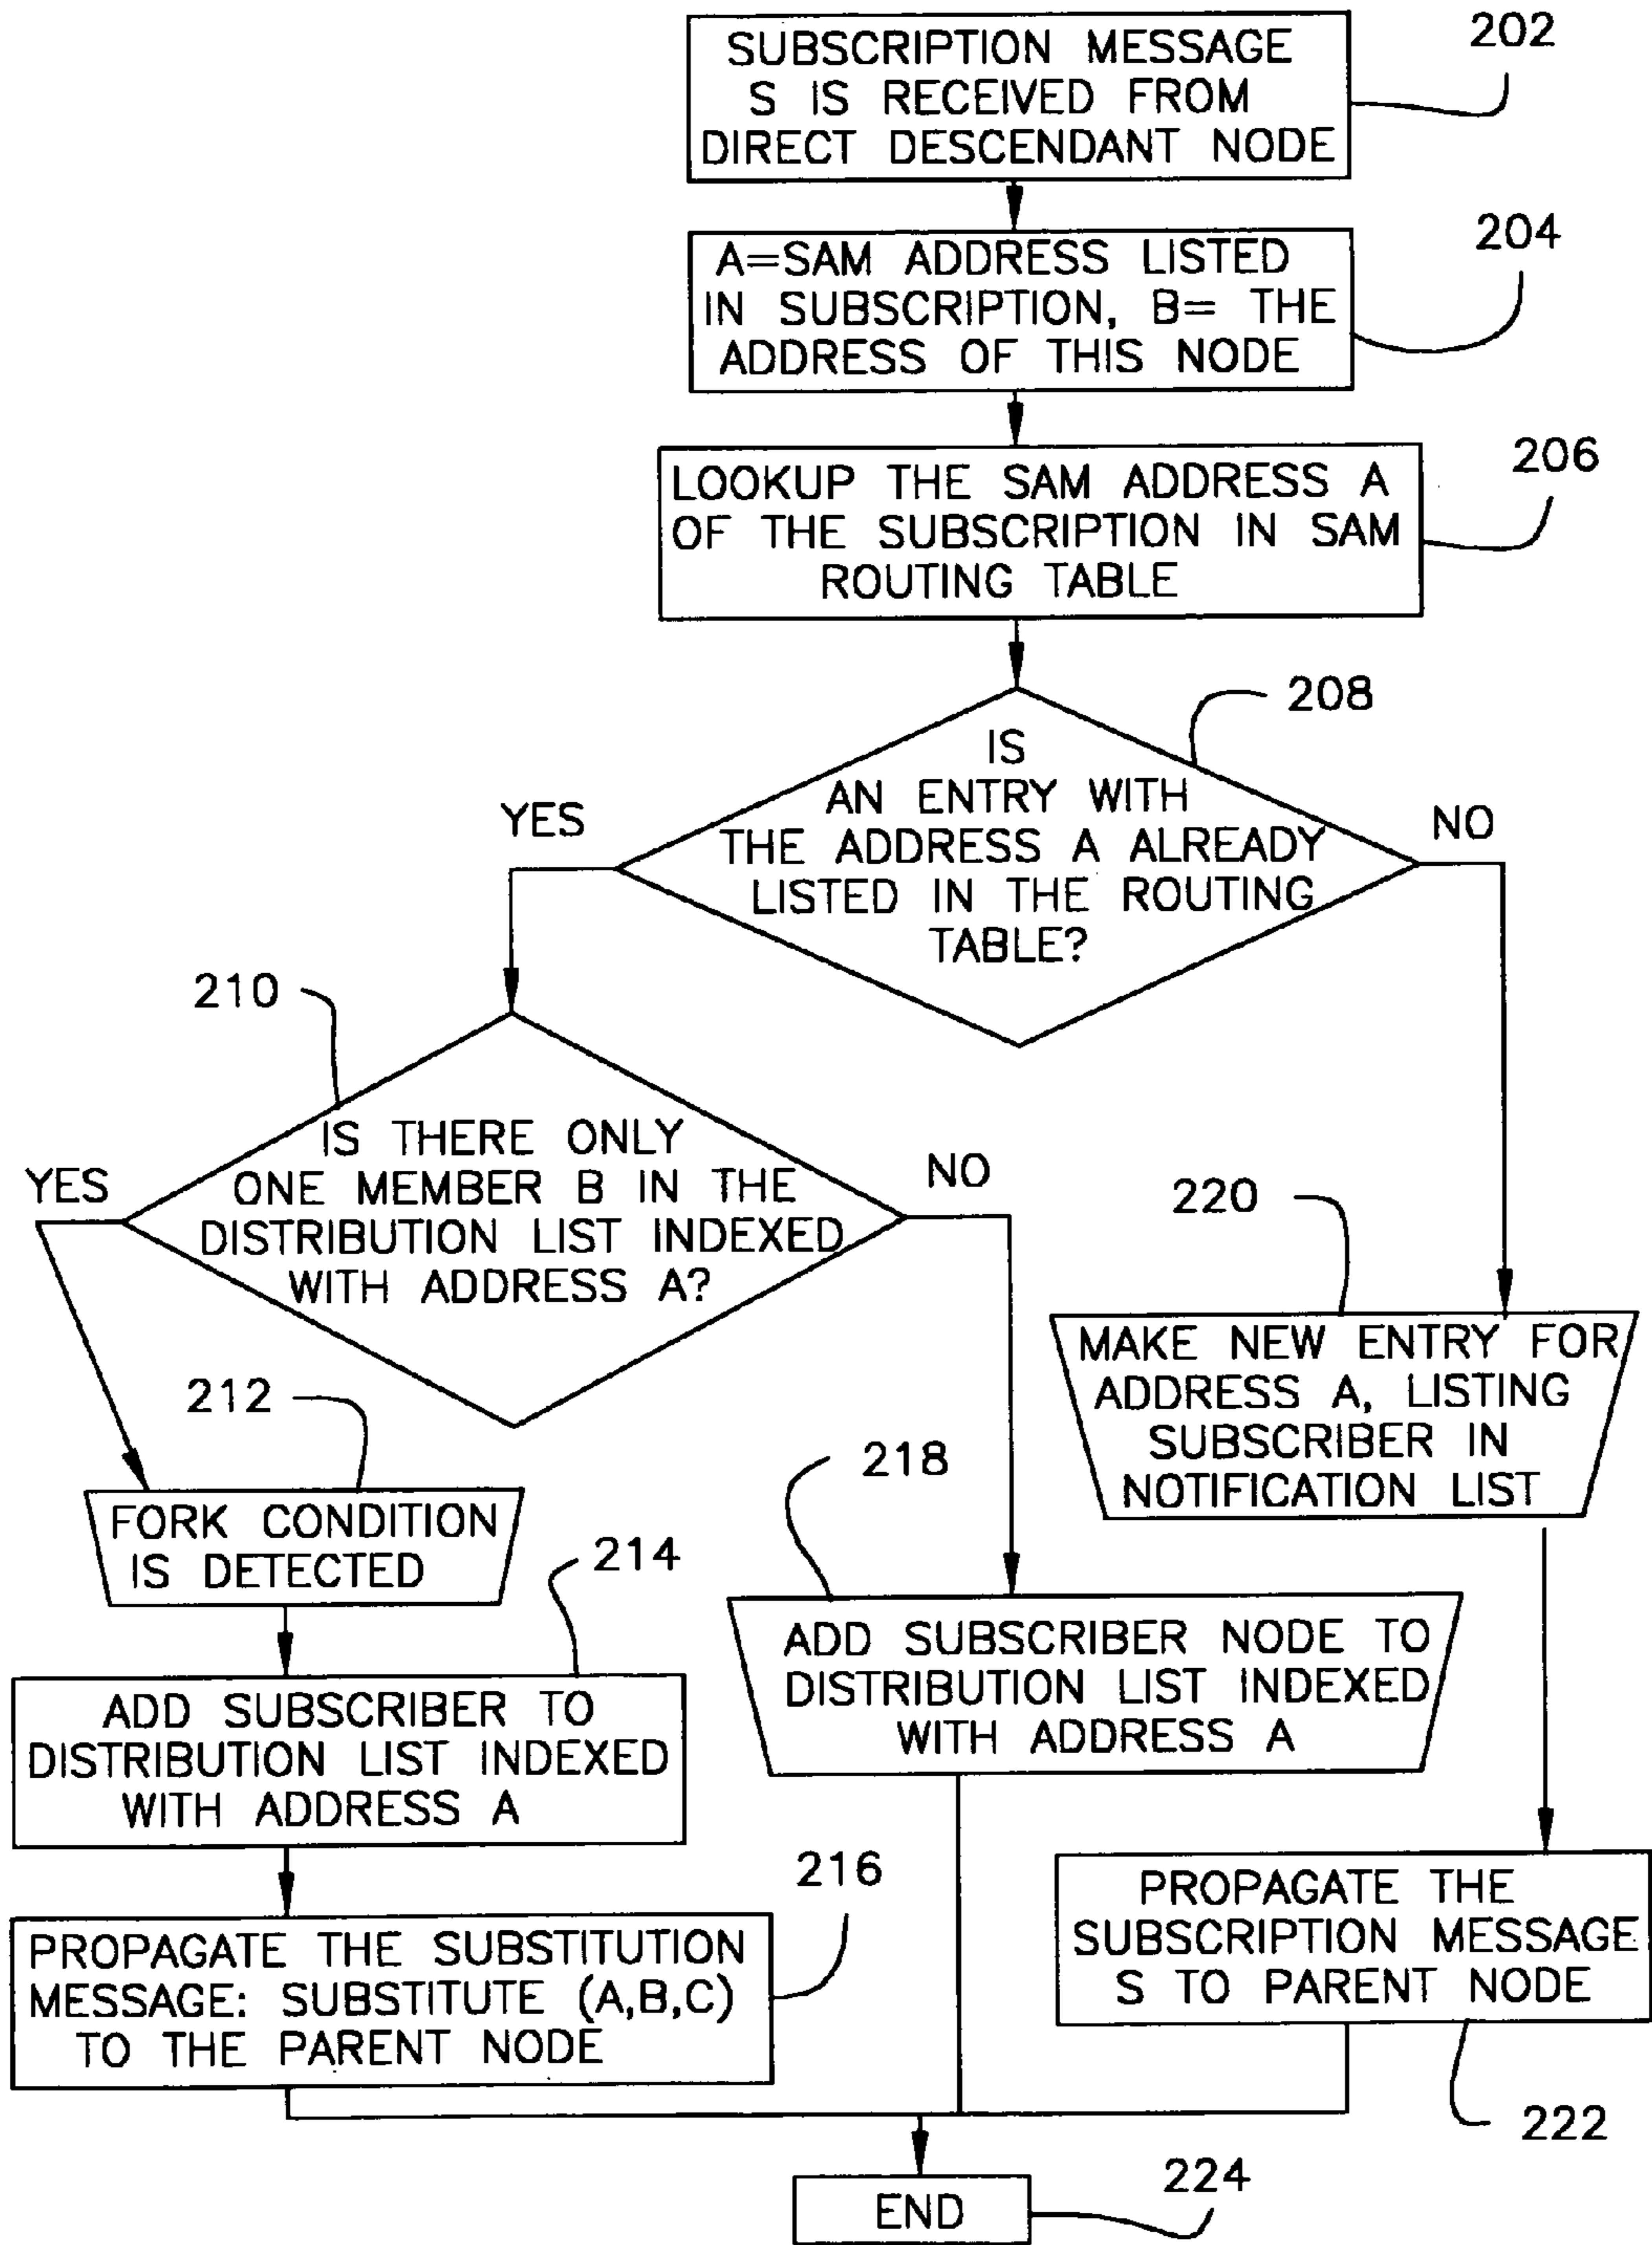 202
SUBSCRIPTION MESSAGE
S IS RECEIVED FROM
DIRECT DESCENDANT NODE
204
A=SAM ADDRESS LISTED
IN SUBSCRIPTION, B= THE
ADDRESS OF THIS NODE
206
LOOKUP THE SAM ADDRESS A
OF THE SUBSCRIPTION IN SAM
ROUTING TABLE
208
IS
AN ENTRY WITH
THE ADDRESS A ALREADY
LISTED IN THE ROUTING
TABLE?
YES
NO
210
IS THERE ONLY
ONE MEMBER B IN THE
DISTRIBUTION LIST INDEXED
WITH ADDRESS A?
YES
NO
220
MAKE NEW ENTRY FOR
ADDRESS A, LISTING
SUBSCRIBER IN
NOTIFICATION LIST
212
FORK CONDITION
IS DETECTED
218
ADD SUBSCRIBER NODE TO
DISTRIBUTION LIST INDEXED
WITH ADDRESS A
214
ADD SUBSCRIBER TO
DISTRIBUTION LIST INDEXED
WITH ADDRESS A
216
PROPAGATE THE SUBSTITUTION
MESSAGE: SUBSTITUTE (A,B,C)
TO THE PARENT NODE
PROPAGATE THE
SUBSCRIPTION MESSAGE
S TO PARENT NODE
222
224
END